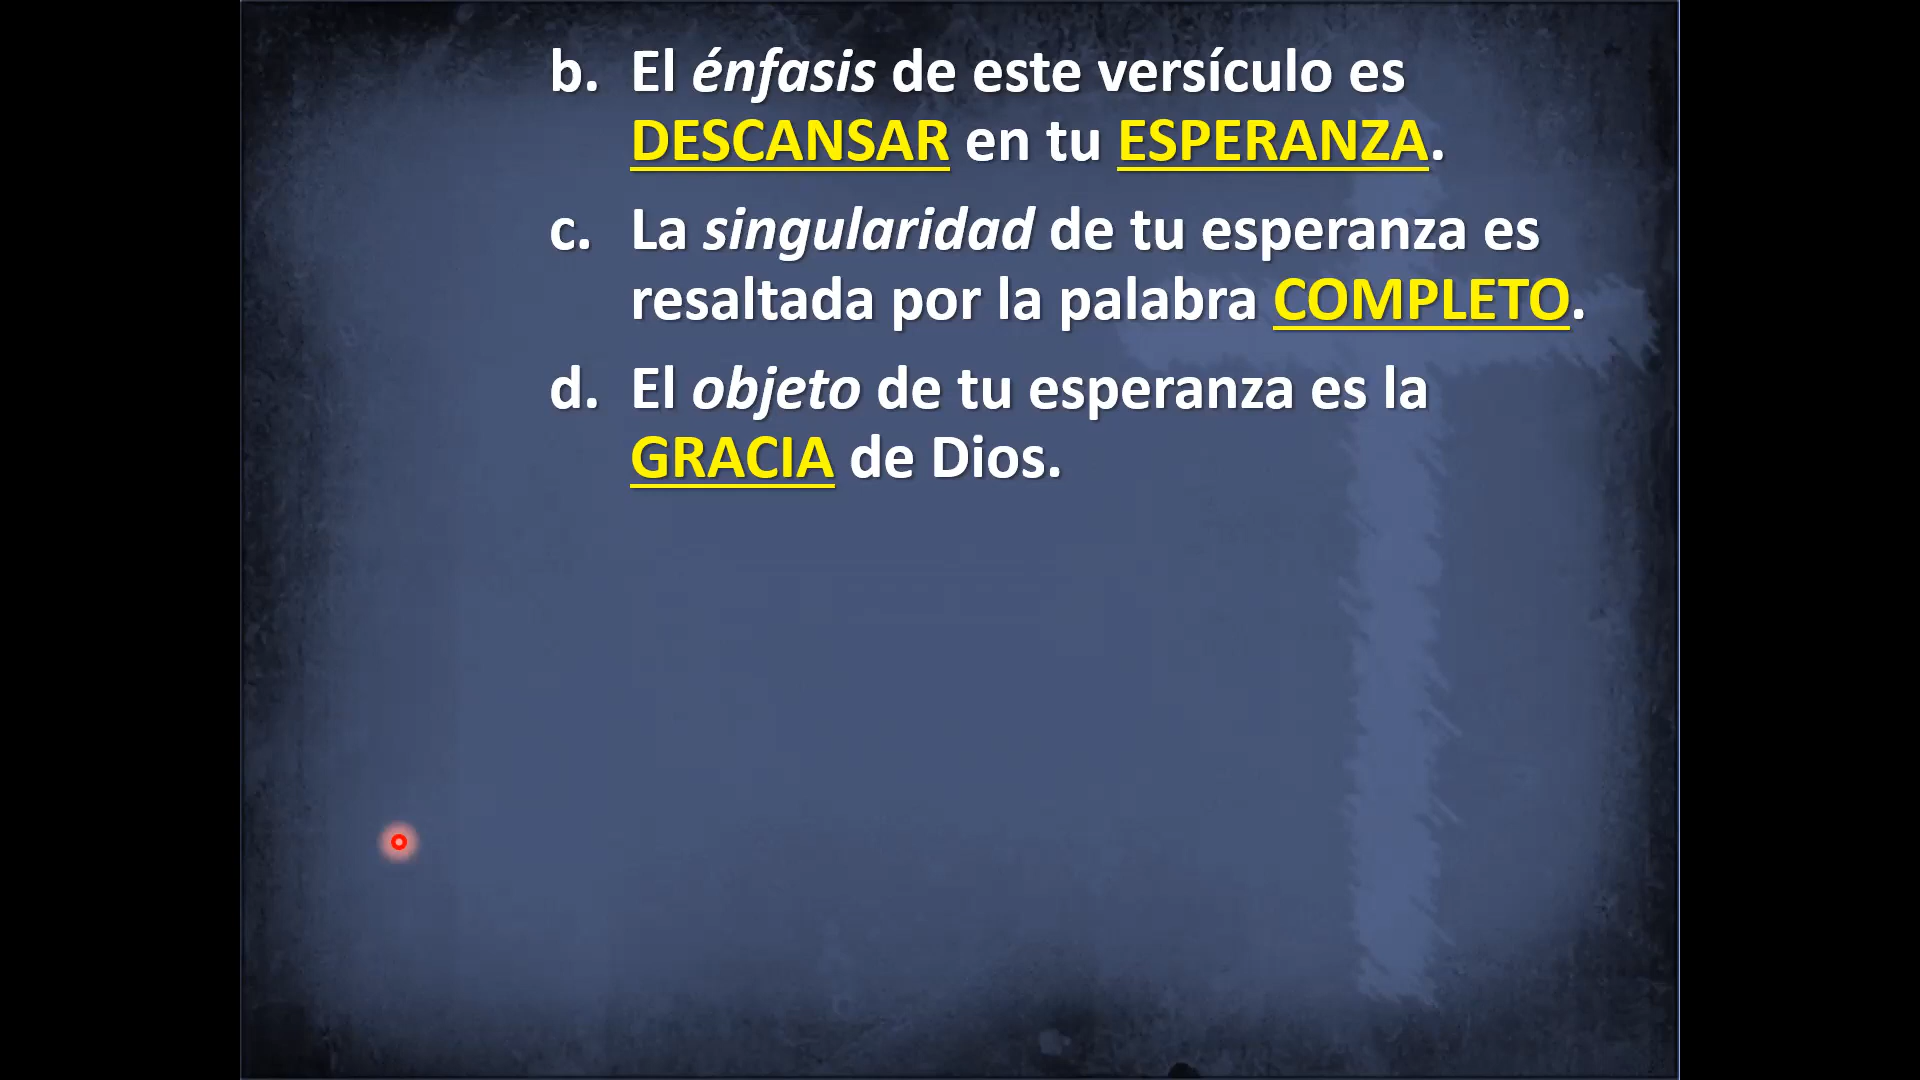 b. El énfasis de este versículo es
DESCANSAR en tu ESPERANZA.
c. La singularidad de tu esperanza es
resaltada por la palabra COMPLETO.
d. El objeto de tu esperanza es la
GRACIA de Dios.